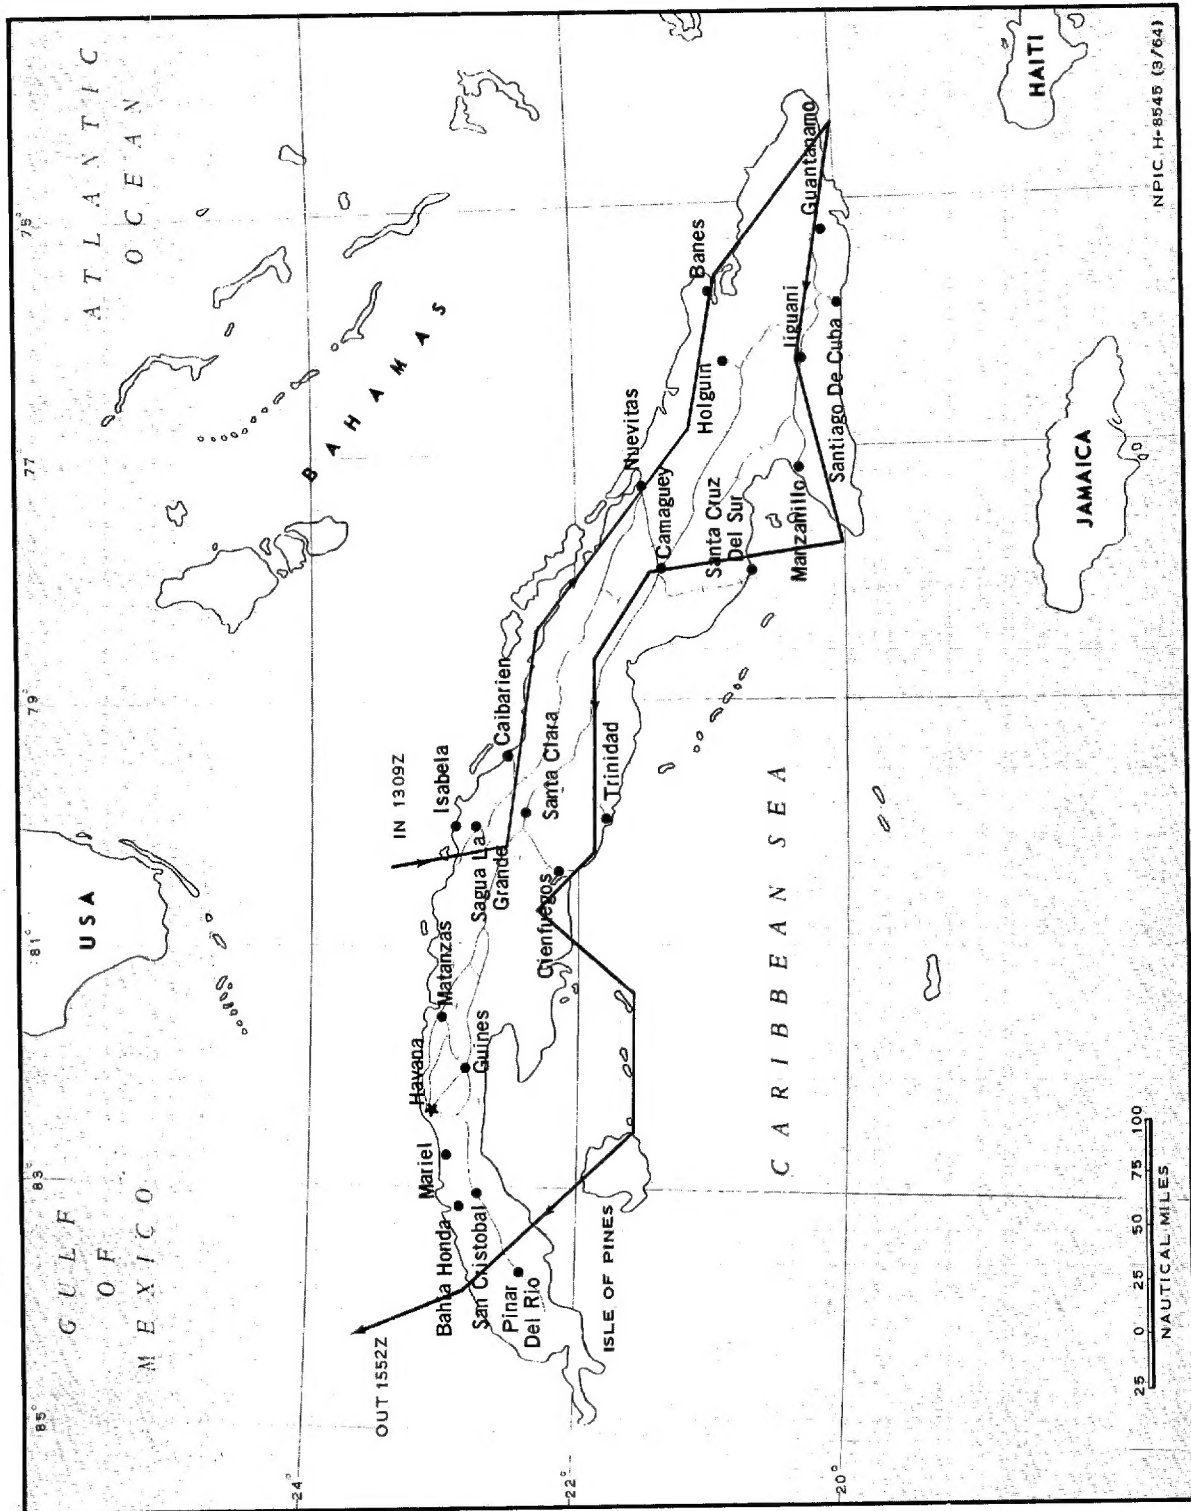 85°
83°
81°
79
77
75°
24°
22°
20°
GULF
OF
MEXICO
USA
ATLANTIC
OCEAN
BAHAMAS
OUT 1552Z
IN 1309Z
Bahia Honda
Mariel
Havana
Matanzas
Isabela
San Cristobal
Guines
Sagua La
Grande
Caibarien
Pinar
Del Rio
Santa Clara
Cienfuegos
Trinidad
Nuevitas
Camaguey
Banes
Holguin
Santa Cruz
Del Sur
Jiguani
Guantanamo
Manzanillo
Santiago De Cuba
ISLE OF PINES
CARIBBEAN SEA
JAMAICA
HAITI
25 0 25 50 75 100
NAUTICAL MILES
NPIC H-8545 (3/64)